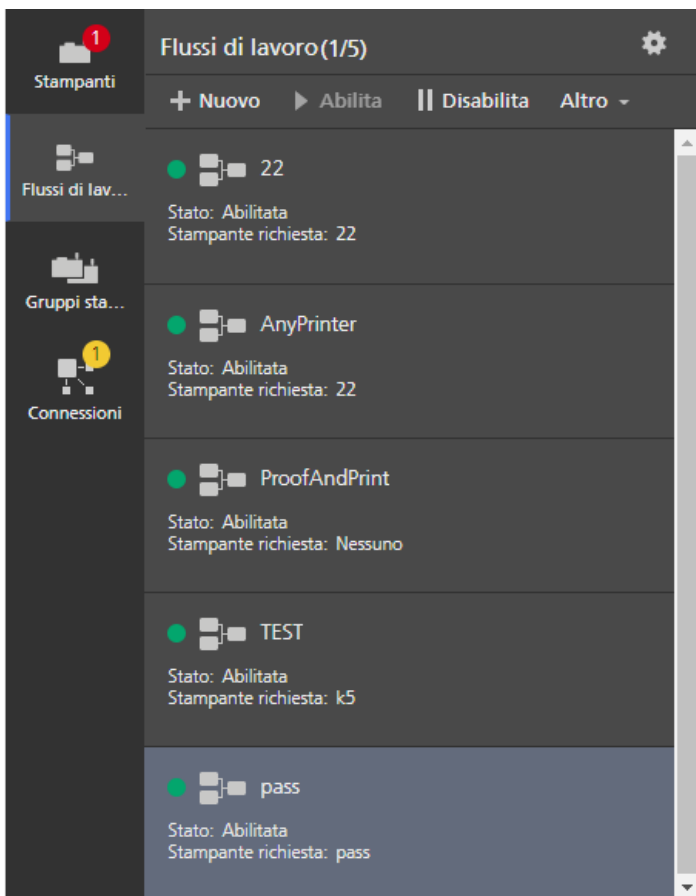 1
Stampanti
Flussi di lav...
Gruppi sta...
1
Connessioni
Flussi di lavoro(1/5)
Nuovo Abilita Disabilita Altro
22
Stato: Abilitata
Stampante richiesta: 22
AnyPrinter
Stato: Abilitata
Stampante richiesta: 22
ProofAndPrint
Stato: Abilitata
Stampante richiesta: Nessuno
TEST
Stato: Abilitata
Stampante richiesta: k5
pass
Stato: Abilitata
Stampante richiesta: pass